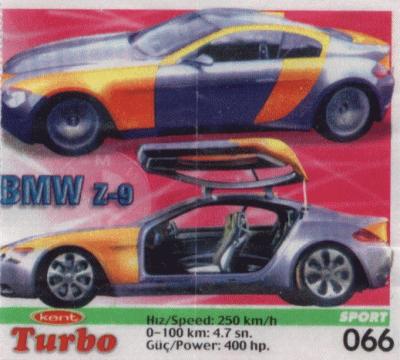 BMW Z-9
kent
Turbo
Hız/Speed: 250 km/h
0-100 km: 4.7 sn.
Güç/Power: 400 hp.
SPORT
066